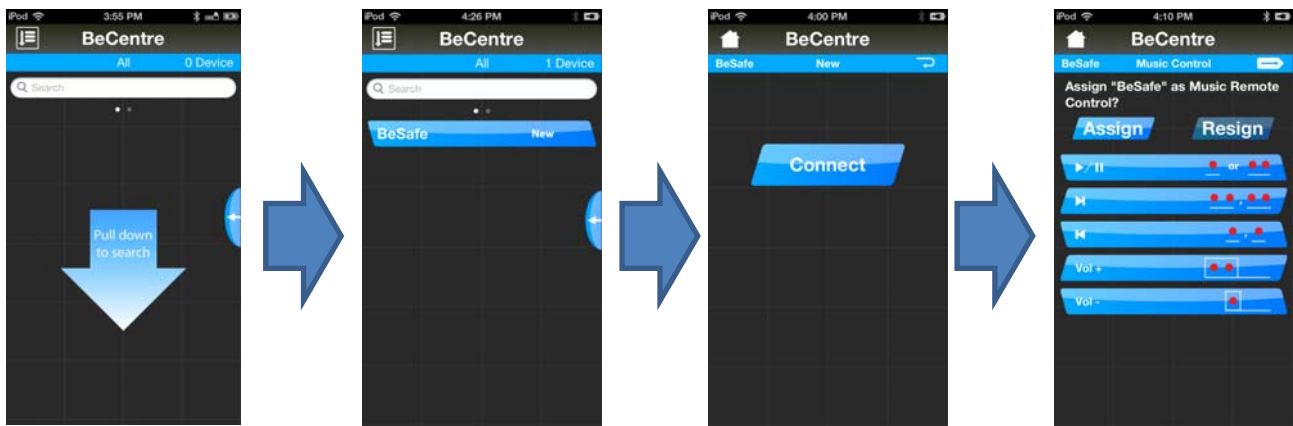 iPod 3:55 PM
BeCentre
All 0 Device
Search
Pull down
to search
iPod 4:26 PM
BeCentre
All 1 Device
Search
BeSafe New
iPod 4:00 PM
BeCentre
BeSafe New
Connect
iPod 4:10 PM
BeCentre
BeSafe Music Control
Assign "BeSafe" as Music Remote
Control?
Assign Resign
or
,
,
Vol +
Vol -